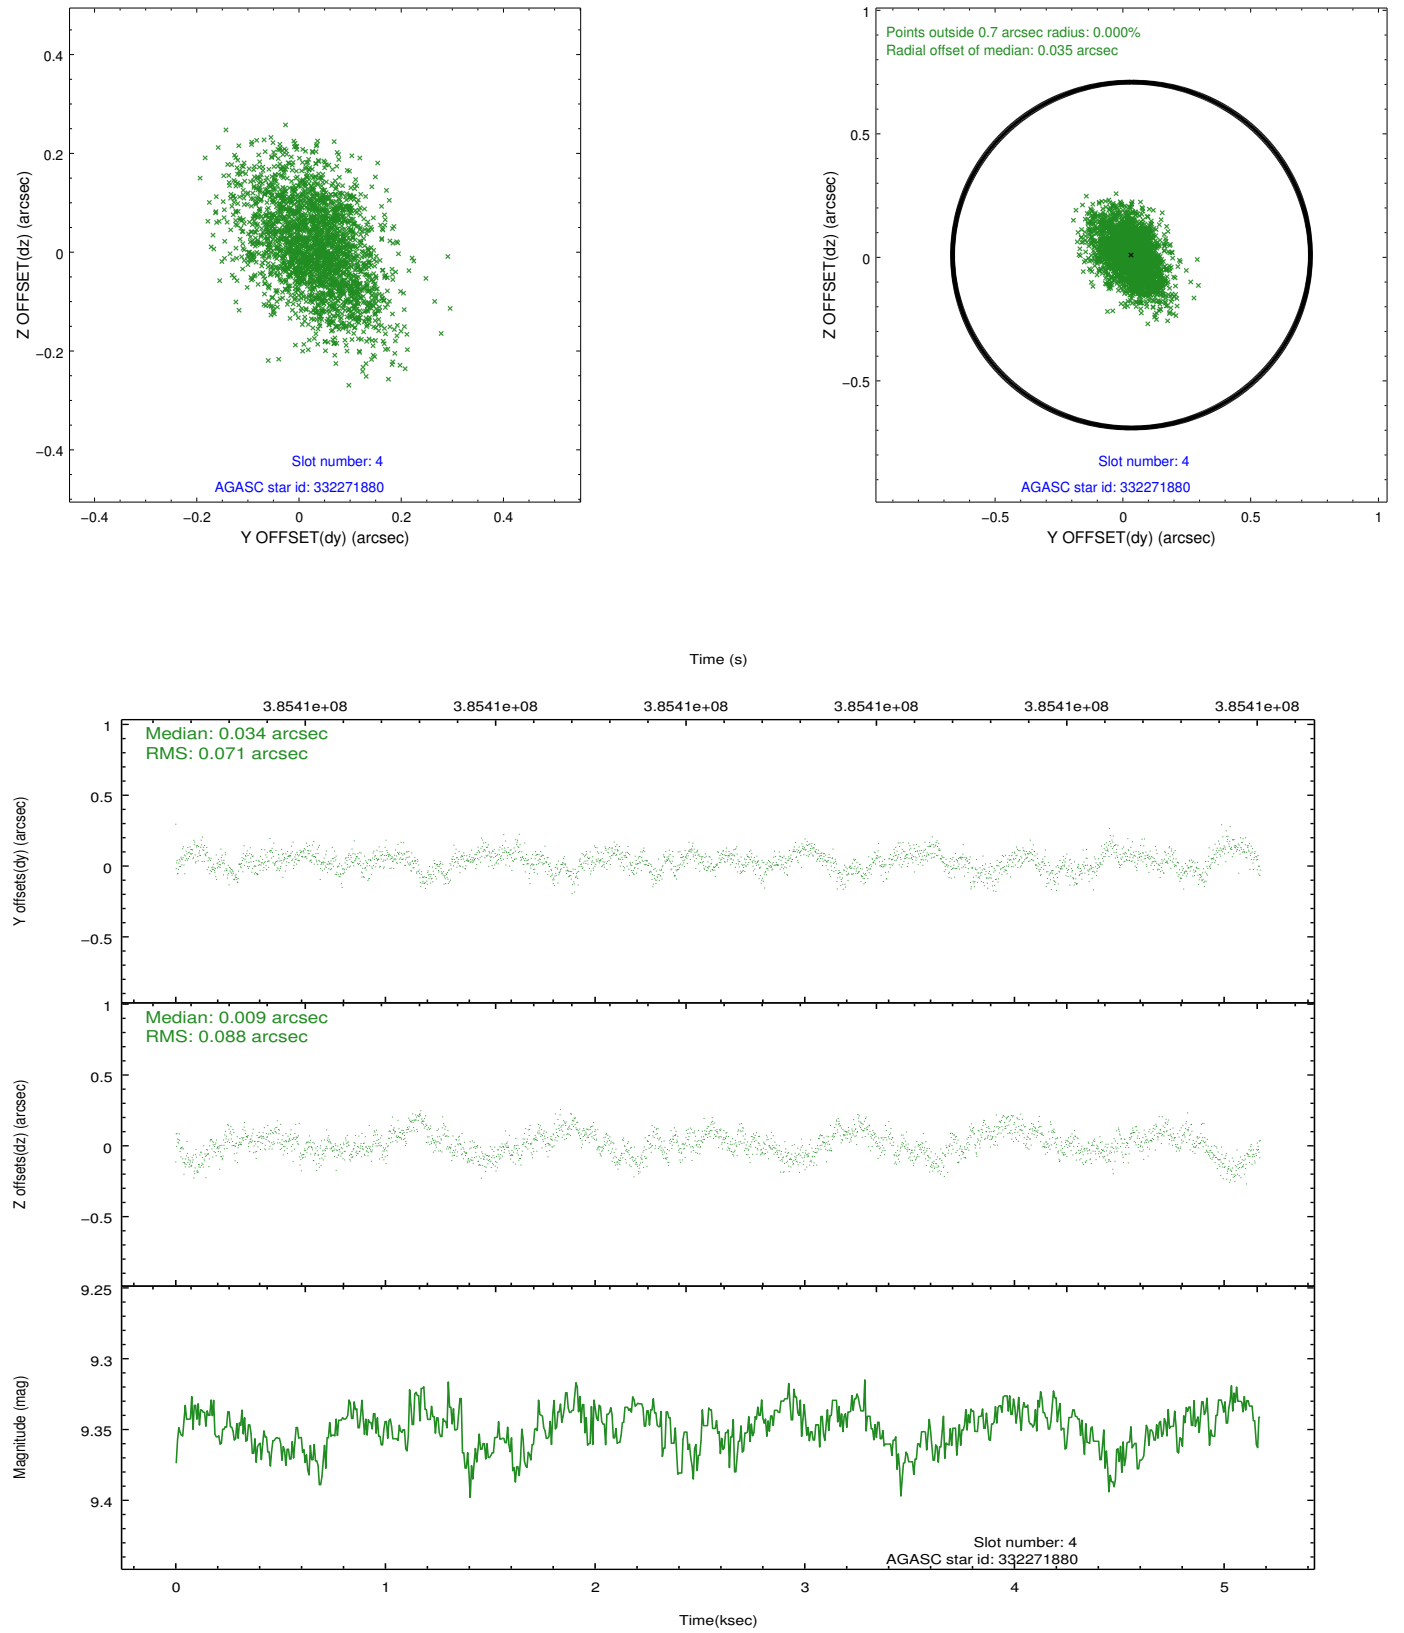 0.4
0.2
0
−0.2
−0.4
Z OFFSET(dz) (arcsec)
Slot number: 4
AGASC star id: 332271880
−0.4
−0.2
0
0.2
0.4
Y OFFSET(dy) (arcsec)
1
0.5
0
−0.5
Z OFFSET(dz) (arcsec)
Points outside 0.7 arcsec radius: 0.000%
Radial offset of median: 0.035 arcsec
Slot number: 4
AGASC star id: 332271880
−0.5
0
0.5
1
Y OFFSET(dy) (arcsec)
Time (s)
3.8541e+08
3.8541e+08
3.8541e+08
3.8541e+08
3.8541e+08
3.8541e+08
1
0.5
0
−0.5
Y offsets(dy) (arcsec)
Median: 0.034 arcsec
RMS: 0.071 arcsec
1
0.5
0
−0.5
Z offsets(dz) (arcsec)
Median: 0.009 arcsec
RMS: 0.088 arcsec
9.25
9.3
9.35
9.4
Magnitude (mag)
Slot number: 4
AGASC star id: 332271880
0
1
2
3
4
5
Time(ksec)